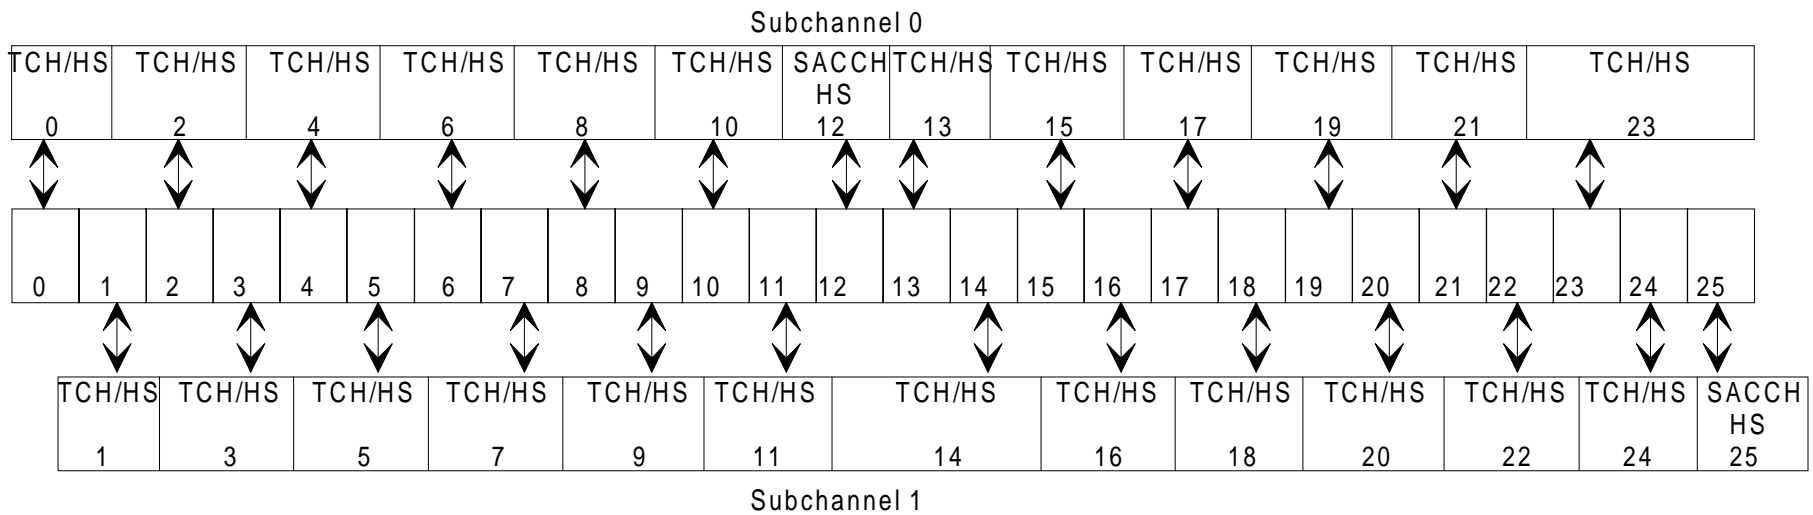 Subchannel 0
TCH/HS TCH/HS TCH/HS TCH/HS TCH/HS TCH/HS SACCH TCH/HS TCH/HS TCH/HS TCH/HS TCH/HS TCH/HS
HS
0 2 4 6 8 10 12 13 15 17 19 21 23
0 1 2 3 4 5 6 7 8 9 10 11 12 13 14 15 16 17 18 19 20 21 22 23 24 25
TCH/HS TCH/HS TCH/HS TCH/HS TCH/HS TCH/HS TCH/HS TCH/HS TCH/HS TCH/HS TCH/HS TCH/HS SACCH
HS
1 3 5 7 9 11 14 16 18 20 22 24 25
Subchannel 1